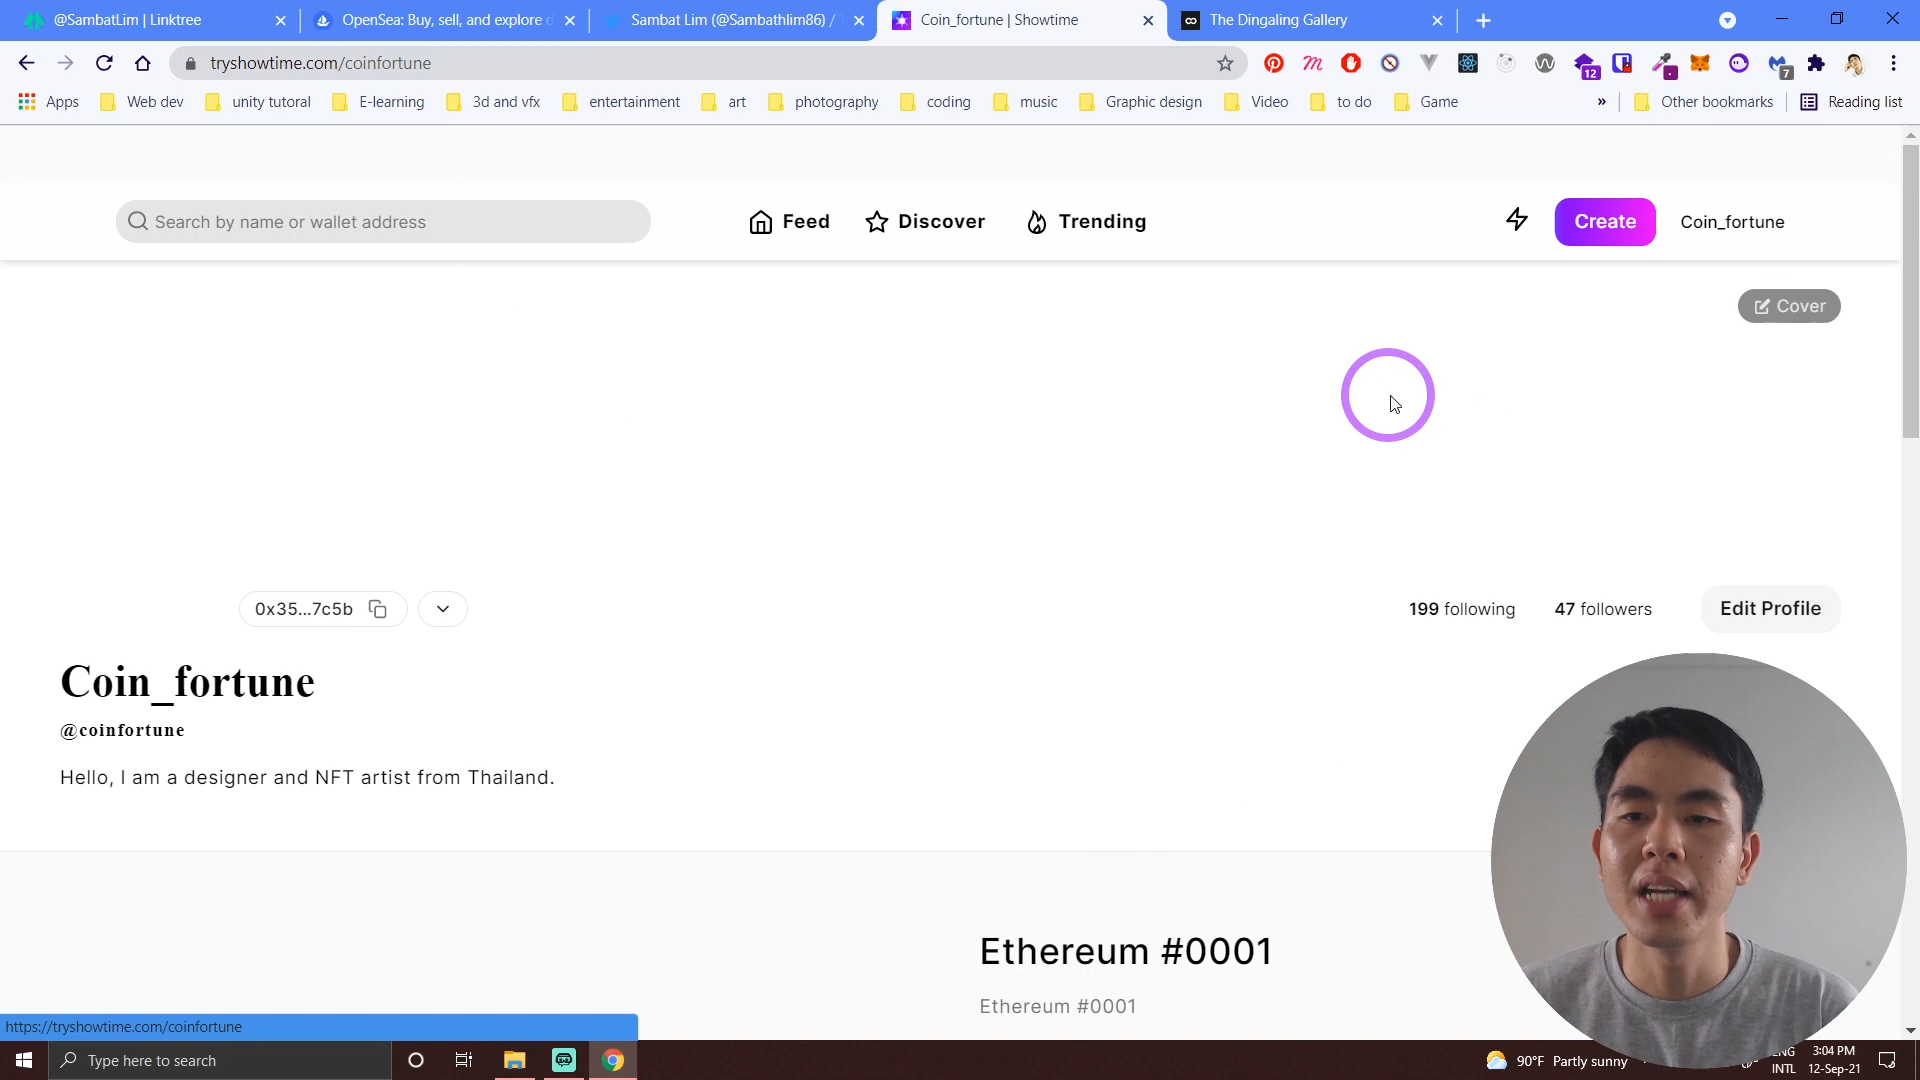 @SambatLim | Linktree
OpenSea: Buy, sell, and explore d
Sambat Lim (@Sambathlim86) / T
Coin_fortune | Showtime
The Dingaling Gallery
tryshowtime.com/coinfortune
12
7
Apps
Web dev
unity tutoral
E-learning
3d and vfx
entertainment
art
photography
coding
music
Graphic design
Video
to do
Game
»
Other bookmarks
Reading list
Search by name or wallet address
Feed
Discover
Trending
Create
Coin_fortune
Cover
0x35...7c5b
199 following
47 followers
Edit Profile
Coin_fortune
@coinfortune
Hello, I am a designer and NFT artist from Thailand.
Ethereum #0001
Ethereum #0001
https://tryshowtime.com/coinfortune
Type here to search
90°F Partly sunny
ENG
INTL
3:04 PM
12-Sep-21